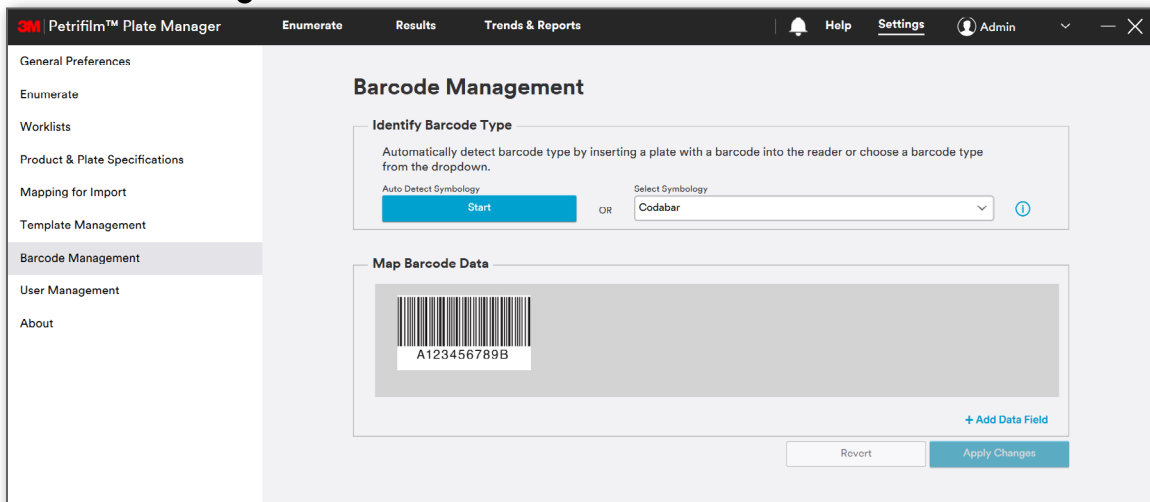 3M Petrifilm™ Plate Manager Enumerate Results Trends & Reports Help Settings Admin
General Preferences
Enumerate
Worklists
Product & Plate Specifications
Mapping for Import
Template Management
Barcode Management
User Management
About
Barcode Management
Identify Barcode Type
Automatically detect barcode type by inserting a plate with a barcode into the reader or choose a barcode type
from the dropdown.
Auto Detect Symbology Select Symbology
Start OR Codabar
Map Barcode Data
A123456789B
+ Add Data Field
Revert Apply Changes